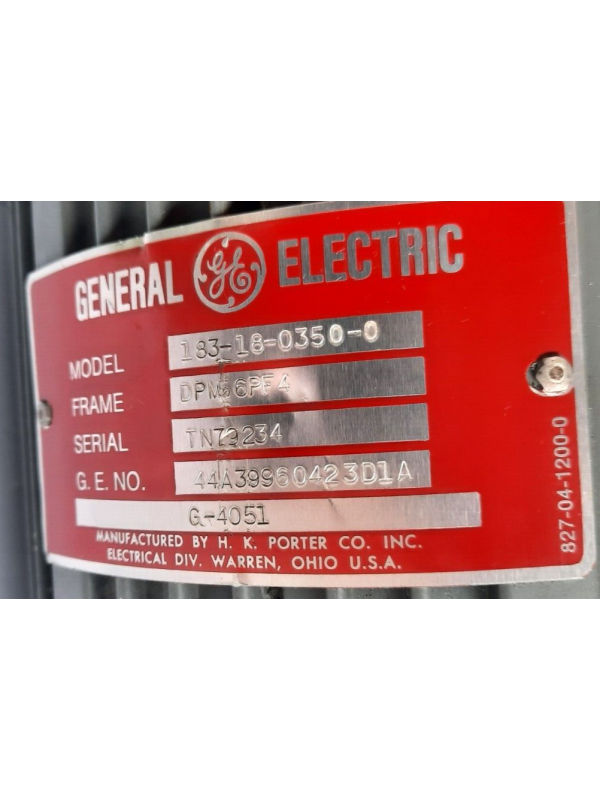 GENERAL GE ELECTRIC
MODEL 183-18-0350-0
FRAME DPM56PF4
SERIAL TN79234
G.E. NO. 44A39960423D1A
G-4051
MANUFACTURED BY H. K. PORTER CO. INC.
ELECTRICAL DIV. WARREN, OHIO U.S.A.
827-04-1200-0